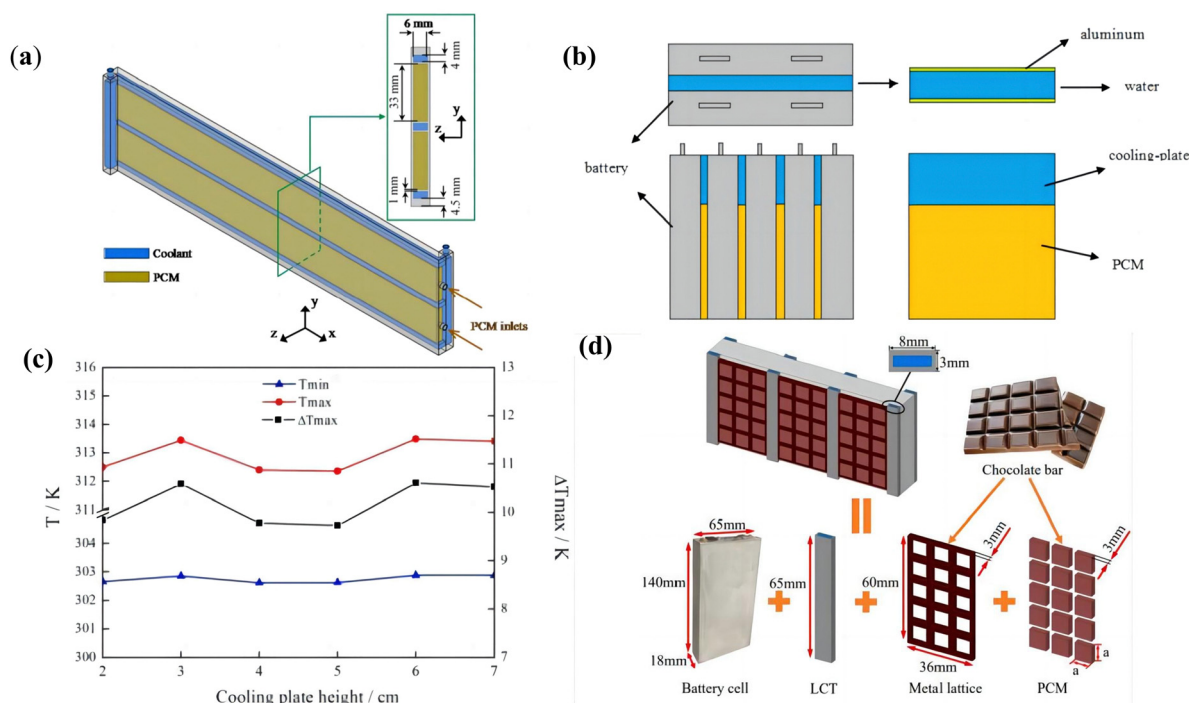 (a)
6 mm
4 mm
33 mm
y
z
1 mm
4.5 mm
Coolant
PCM
y
z
x
PCM inlets
(b)
aluminum
water
battery
cooling-plate
PCM
(c)
316
315
314
313
312
311
304
303
302
301
300
T / K
Tmin
Tmax
ΔTmax
13
12
11
10
9
8
7
ΔTmax / K
2 3 4 5 6 7
Cooling plate height / cm
(d)
8mm
3mm
Chocolate bar
65mm
140mm
18mm
65mm
60mm
3mm
36mm
3mm
a
a
Battery cell LCT Metal lattice PCM